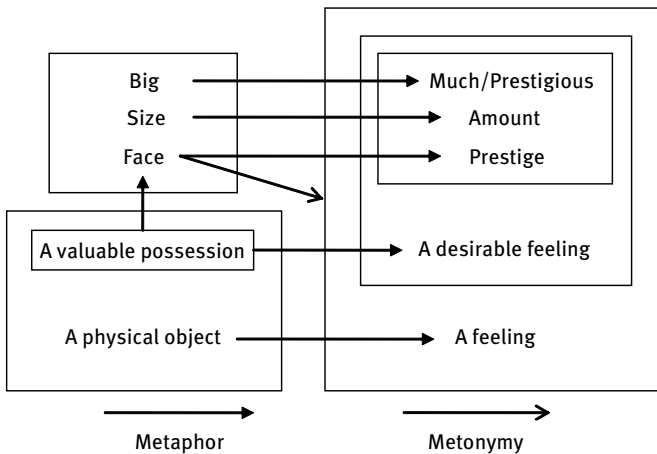 Big
Much/Prestigious
Size
Amount
Face
Prestige
A valuable possession
A desirable feeling
A physical object
A feeling
Metaphor
Metonymy